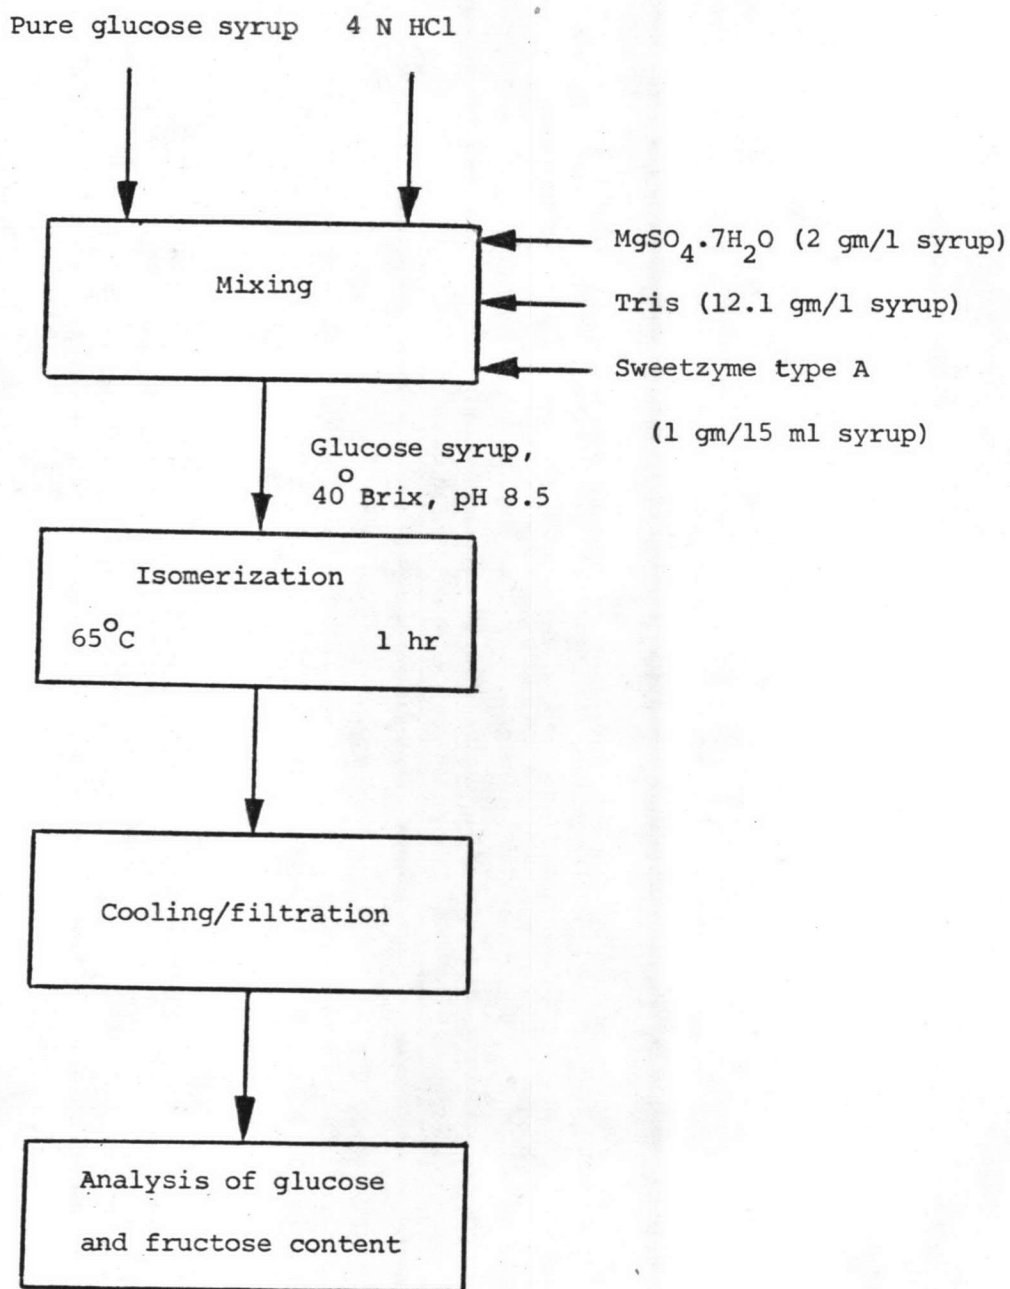 Pure glucose syrup 4 N HCl
Mixing
MgSO4.7H2O (2 gm/l syrup)
Tris (12.1 gm/l syrup)
Sweetzyme type A
(1 gm/15 ml syrup)
Glucose syrup,
40° Brix, pH 8.5
Isomerization
65°C 1 hr
Cooling/filtration
Analysis of glucose
and fructose content